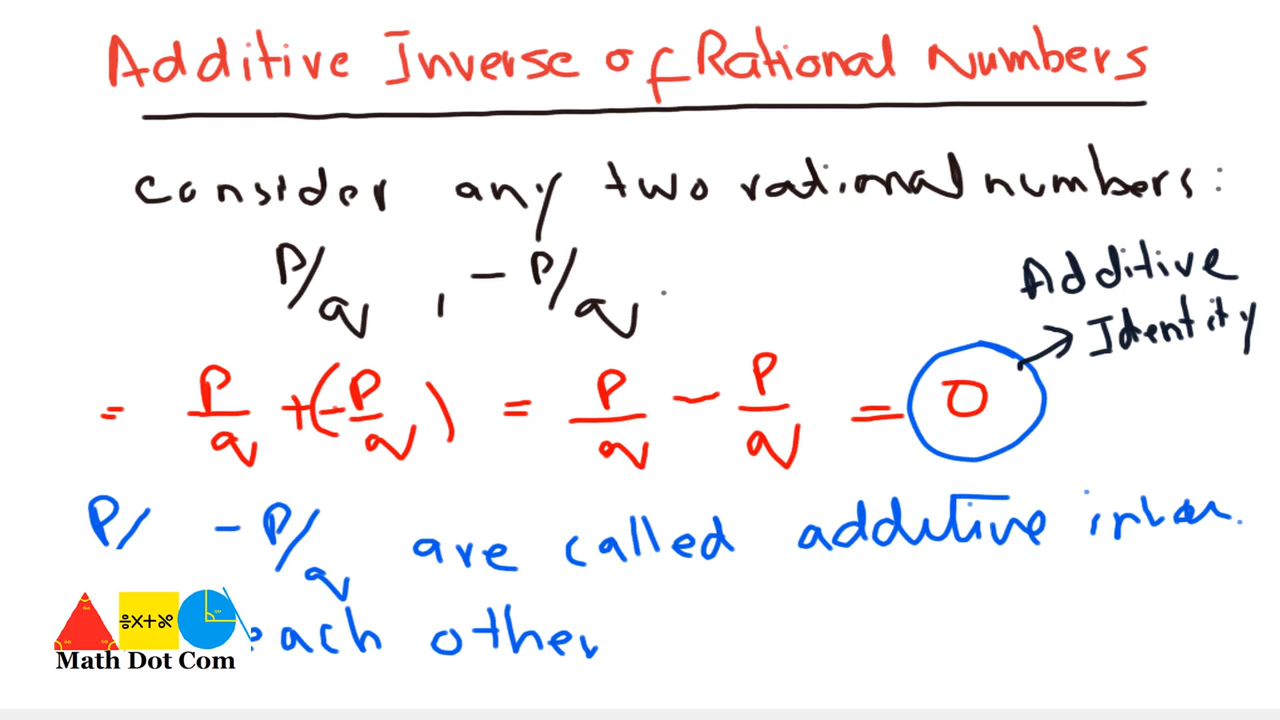 Additive Inverse of Rational Numbers
consider any two rational numbers:
P/q , - P/q
Additive
Identity
= P/q + (-P/q) = P/q - P/q = 0
P/ - P/q are called additive
each other
÷×+%
Math Dot Com